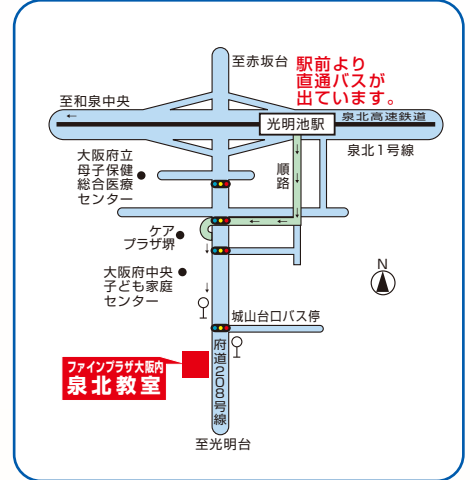 至赤坂台
駅前より
直通バスが
出ています。
至和泉中央
←
光明池駅
泉北高速鉄道
泉北1号線
大阪府立
母子保健
総合医療
センター
順路
ケア
プラザ堺
大阪府中央
子ども家庭
センター
N
城山台口バス停
ファインプラザ大阪内
泉北教室
府道208号線
至光明台